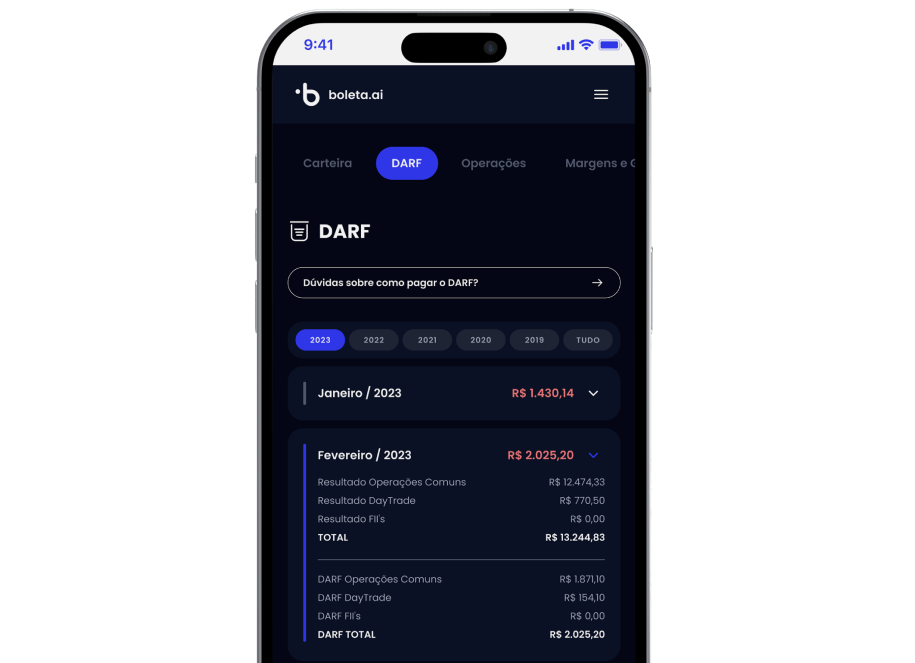 9:41
boleta.ai
Carteira DARF Operações Margens e
DARF
Dúvidas sobre como pagar o DARF?
2023 2022 2021 2020 2019 TUDO
Janeiro / 2023 R$ 1.430,14
Fevereiro / 2023 R$ 2.025,20
Resultado Operações Comuns R$ 12.474,33
Resultado DayTrade R$ 770,50
Resultado FII's R$ 0,00
TOTAL R$ 13.244,83
DARF Operações Comuns R$ 1.871,10
DARF DayTrade R$ 154,10
DARF FII's R$ 0,00
DARF TOTAL R$ 2.025,20